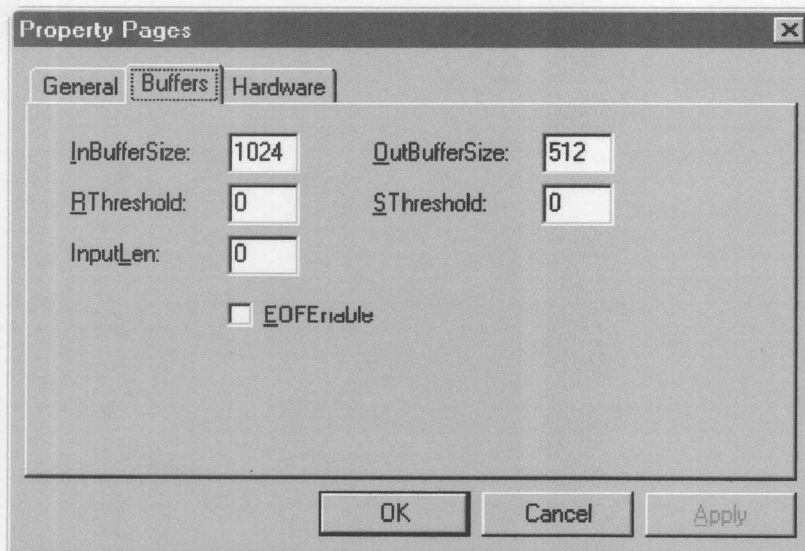 Property Pages
General Buffers Hardware
InBufferSize: 1024 OutBufferSize: 512
RThreshold: 0 SThreshold: 0
InputLen: 0
EOFEnable
OK Cancel Apply